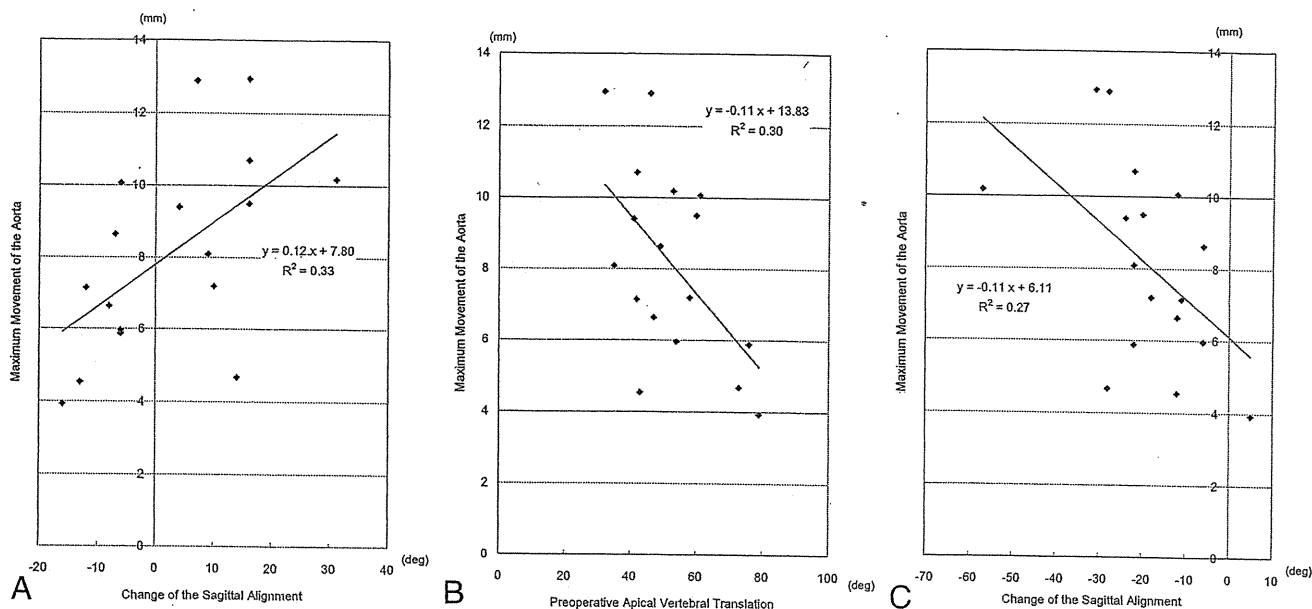 (mm)
14
12
10
8
6
4
2
0
Maximum Movement of the Aorta
y = 0.12 x + 7.80
R² = 0.33
-20 -10 0 10 20 30 40 (deg)
A
Change of the Sagittal Alignment
(mm)
14
12
10
8
6
4
2
0
Maximum Movement of the Aorta
y = -0.11 x + 13.83
R² = 0.30
0 20 40 60 80 100 (deg)
B
Preoperative Apical Vertebral Translation
(mm)
14
12
10
8
6
4
2
0
Maximum Movement of the Aorta
y = -0.11 x + 6.11
R² = 0.27
-70 -60 -50 -40 -30 -20 -10 0 10 (deg)
C
Change of the Sagittal Alignment